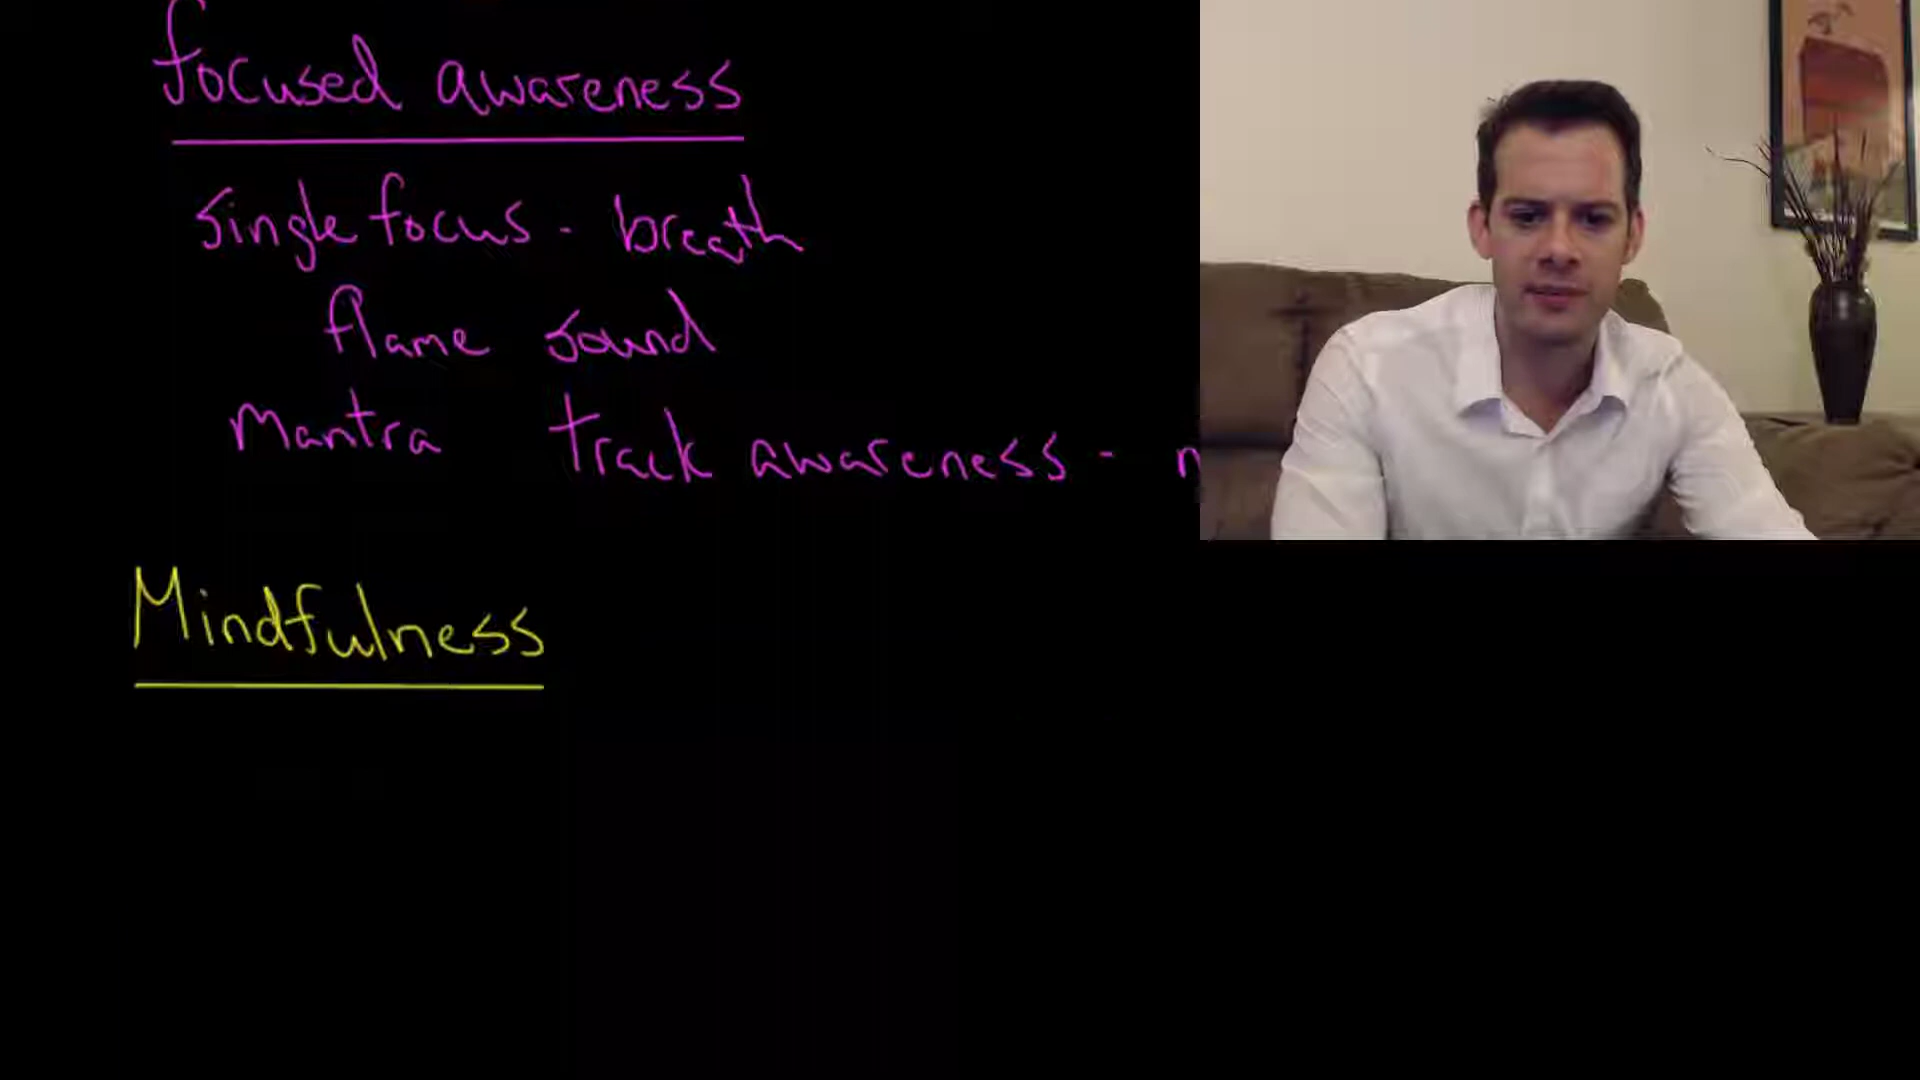 focused awareness
single focus - breath
flame sound
Mantra track awareness -
Mindfulness